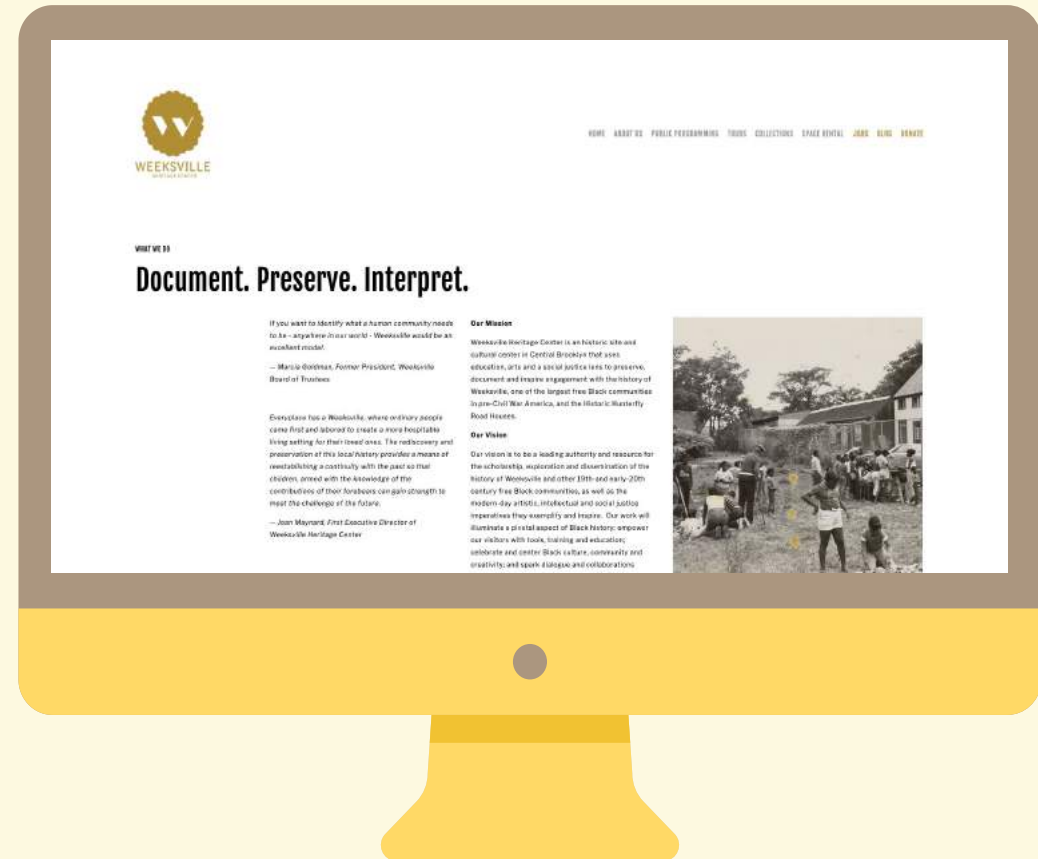 WEEKSVILLE
HERITAGE CENTER
HOME ABOUT US PUBLIC PROGRAMMING TOURS COLLECTIONS SPACE RENTAL JOBS BLOG DONATE
WHAT WE DO
Document. Preserve. Interpret.
If you want to identify what a human community needs
to be - anywhere in our world - Weeksville would be an
excellent model.
— Marcia Goldman, Former President, Weeksville
Board of Trustees
Everyplace has a Weeksville, where ordinary people
came first and labored to create a more hospitable
living setting for their loved ones. The rediscovery and
preservation of this local history provides a means of
reestablishing a continuity with the past so that
children, armed with the knowledge of the
contributions of their forebears can gain strength to
meet the challenge of the future.
— Joan Maynard, First Executive Director of
Weeksville Heritage Center
Our Mission
Weeksville Heritage Center is an historic site and
cultural center in Central Brooklyn that uses
education, arts and a social justice lens to preserve,
document and inspire engagement with the history of
Weeksville, one of the largest free Black communities
in pre-Civil War America, and the Historic Hunterfly
Road Houses.
Our Vision
Our vision is to be a leading authority and resource for
the scholarship, exploration and dissemination of the
history of Weeksville and other 19th-and early-20th
century free Black communities, as well as the
modern-day artistic, intellectual and social justice
imperatives they exemplify and inspire. Our work will
illuminate a pivotal aspect of Black history; empower
our visitors with tools, training and education;
celebrate and center Black culture, community and
creativity; and spark dialogue and collaborations